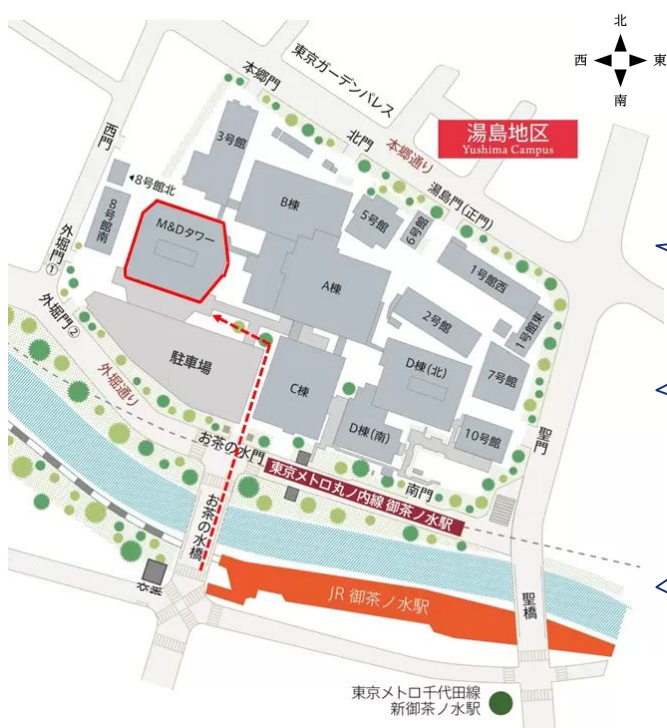 北
西
東
南
東京ガーデンパレス
本郷門
湯島地区
Yushima Campus
北門
本郷通り
西門
3号館
湯島門(正門)
◀8号館北
B棟
5号館
6号館
8号館南
M&Dタワー
1号館西
外堀門①
A棟
2号館
1号館東
外堀門②
駐車場
D棟(北)
7号館
外堀通り
C棟
D棟(南)
10号館
聖門
お茶の水門
南門
東京メトロ丸ノ内線 御茶ノ水駅
お茶の水橋
交番
JR 御茶ノ水駅
聖橋
東京メトロ千代田線
新御茶ノ水駅